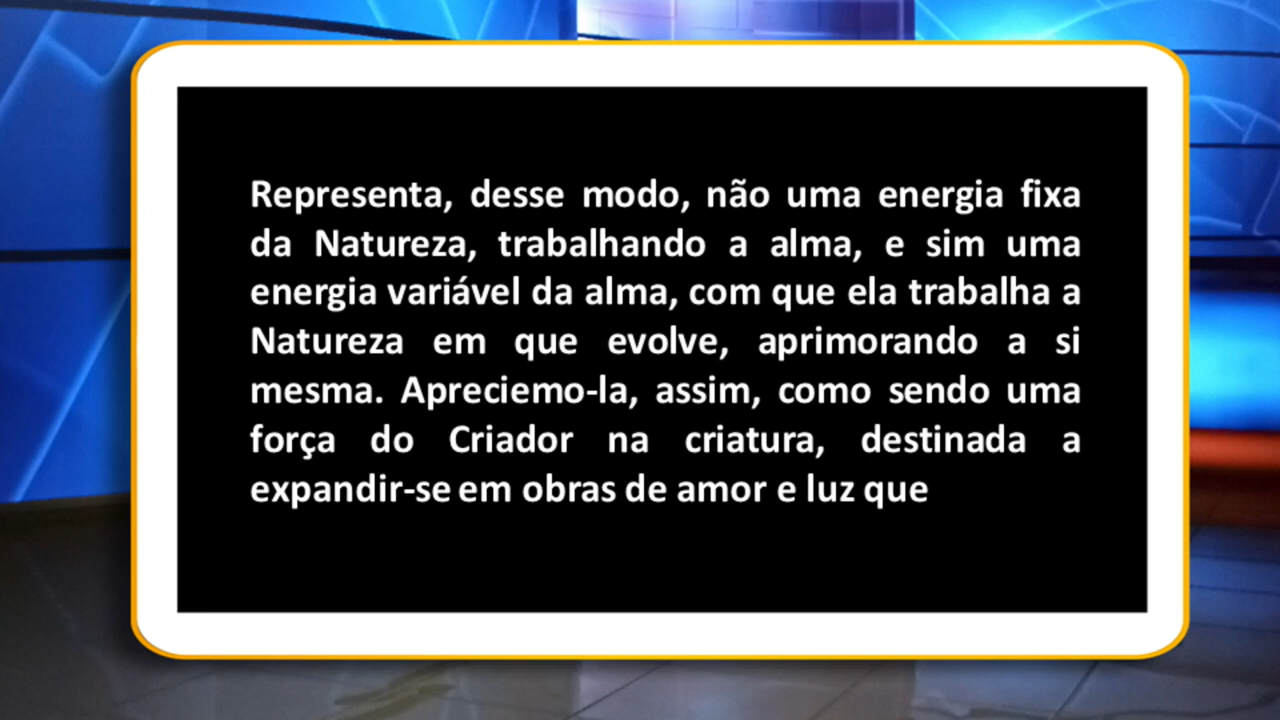 Representa, desse modo, não uma energia fixa
da Natureza, trabalhando a alma, e sim uma
energia variável da alma, com que ela trabalha a
Natureza em que evolve, aprimorando a si
mesma. Apreciemo-la, assim, como sendo uma
força do Criador na criatura, destinada a
expandir-se em obras de amor e luz que